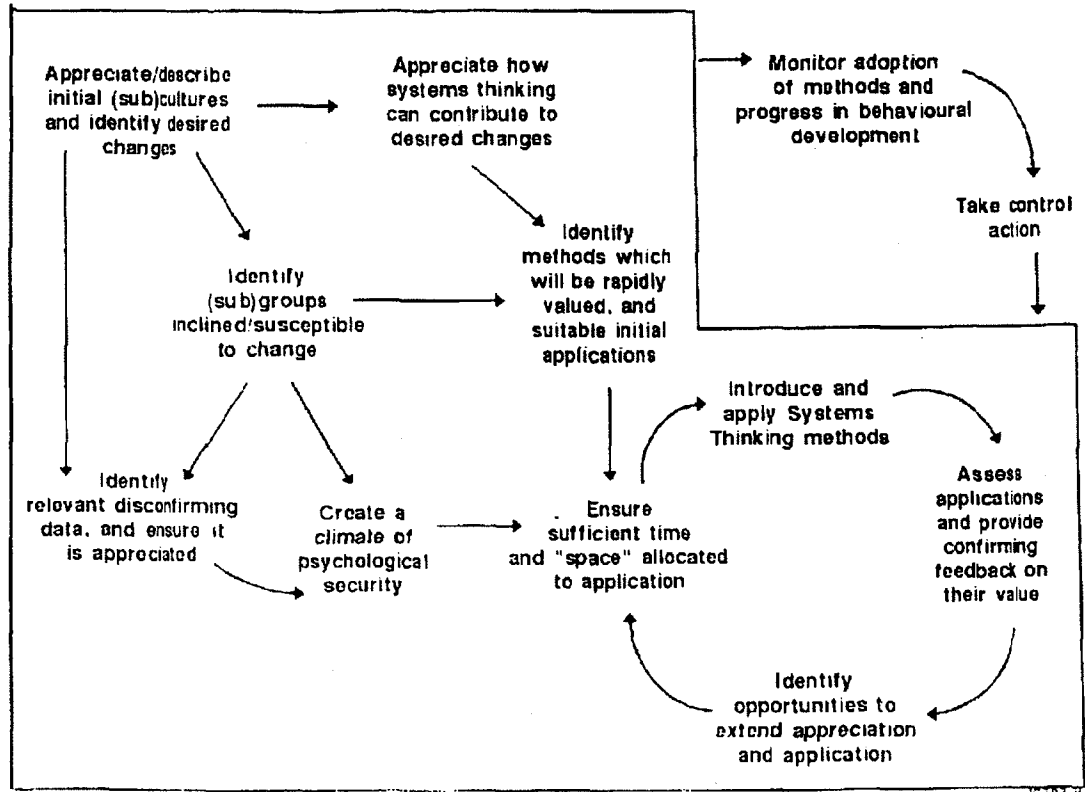 Appreciate/describe
initial (sub)cultures
and identify desired
changes
Appreciate how
systems thinking
can contribute to
desired changes
Monitor adoption
of methods and
progress in behavioural
development
Take control
action
Identify
(sub)groups
inclined/susceptible
to change
Identify
methods which
will be rapidly
valued, and
suitable initial
applications
Introduce and
apply Systems
Thinking methods
Identify
relevant disconfirming
data, and ensure it
is appreciated
Create a
climate of
psychological
security
Ensure
sufficient time
and "space" allocated
to application
Assess
applications
and provide
confirming
feedback on
their value
Identify
opportunities to
extend appreciation
and application